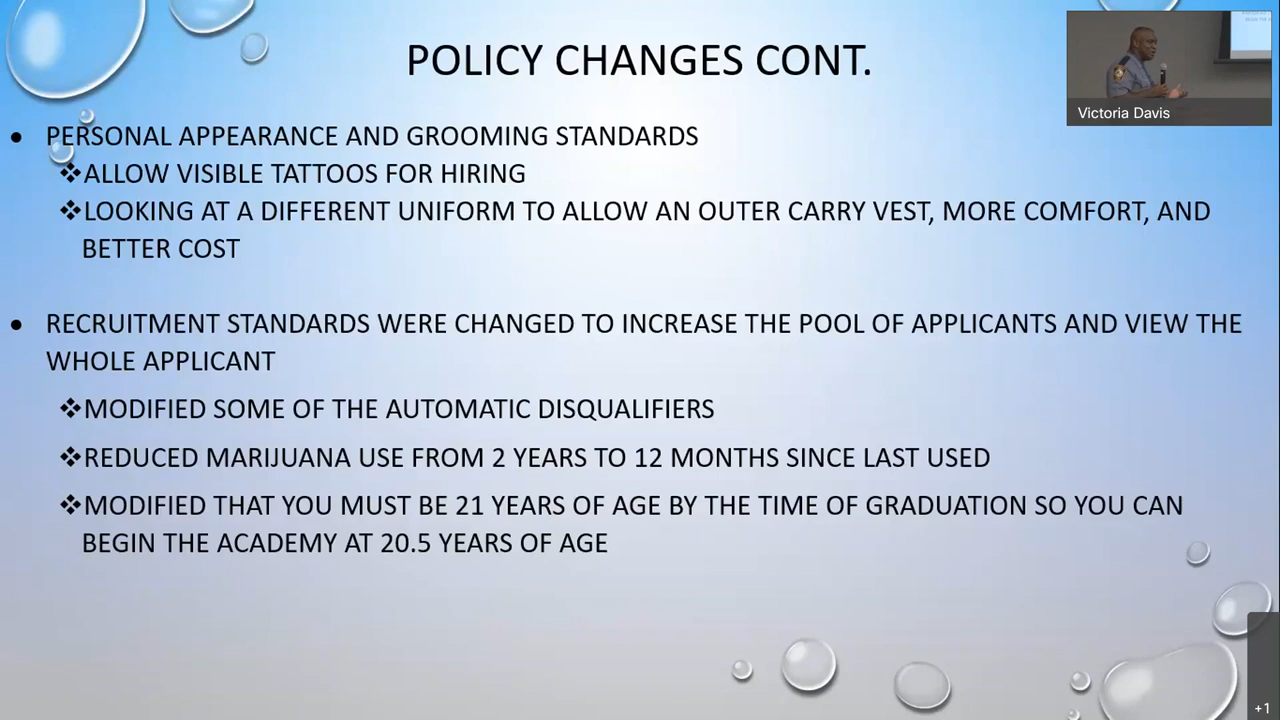 POLICY CHANGES CONT.
Victoria Davis
• PERSONAL APPEARANCE AND GROOMING STANDARDS
❖ALLOW VISIBLE TATTOOS FOR HIRING
❖LOOKING AT A DIFFERENT UNIFORM TO ALLOW AN OUTER CARRY VEST, MORE COMFORT, AND
BETTER COST
• RECRUITMENT STANDARDS WERE CHANGED TO INCREASE THE POOL OF APPLICANTS AND VIEW THE
WHOLE APPLICANT
❖MODIFIED SOME OF THE AUTOMATIC DISQUALIFIERS
❖REDUCED MARIJUANA USE FROM 2 YEARS TO 12 MONTHS SINCE LAST USED
❖MODIFIED THAT YOU MUST BE 21 YEARS OF AGE BY THE TIME OF GRADUATION SO YOU CAN
BEGIN THE ACADEMY AT 20.5 YEARS OF AGE
+1